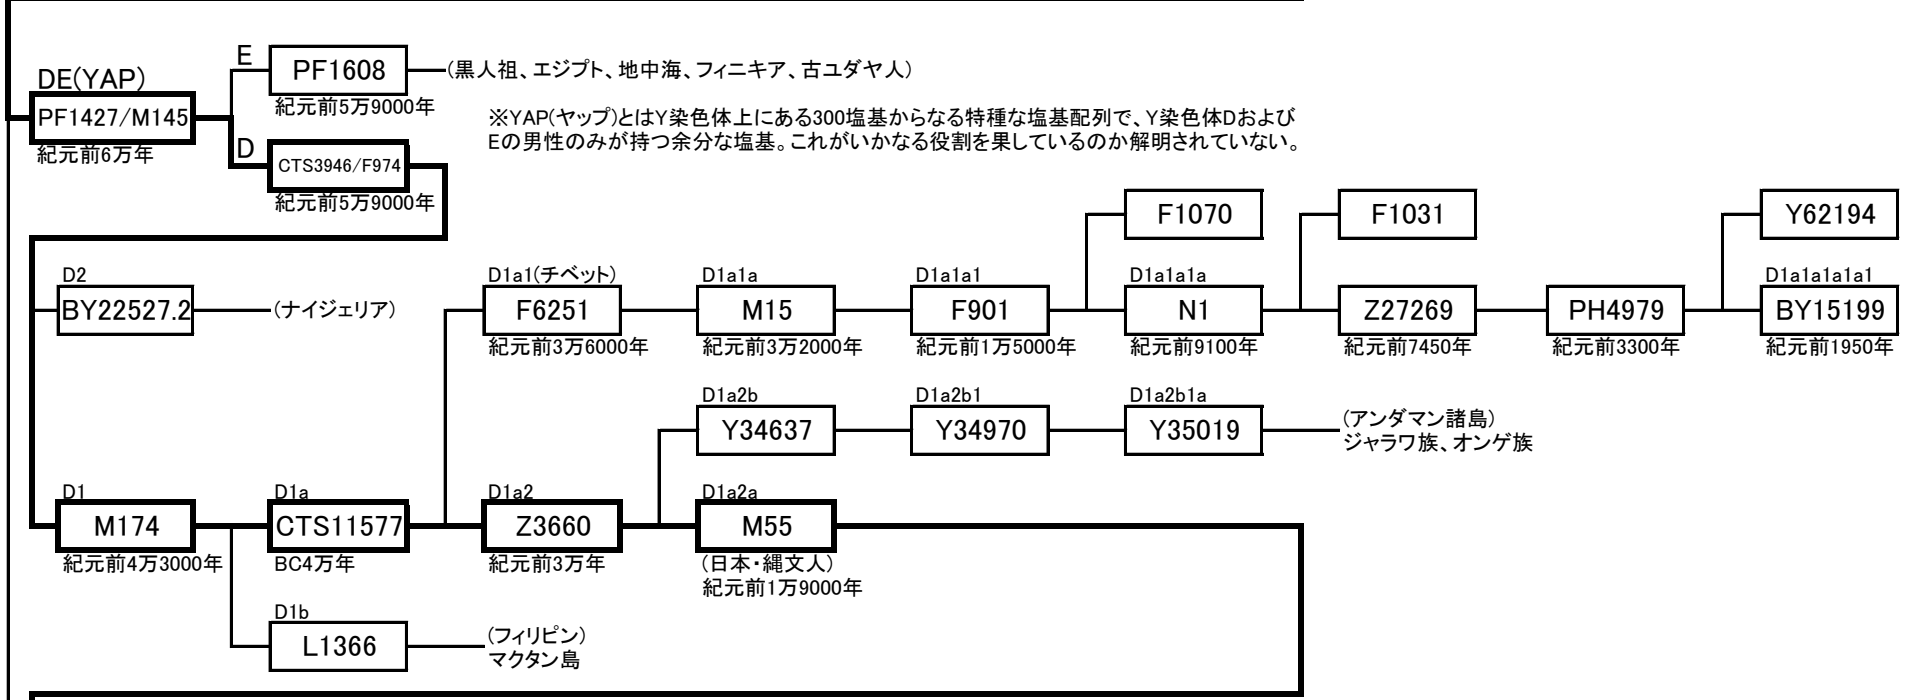 DE(YAP)
PF1427/M145
紀元前6万年
E
PF1608
紀元前5万9000年
(黒人祖、エジプト、地中海、フィニキア、古ユダヤ人)
※YAP(ヤップ)とはY染色体上にある300塩基からなる特種な塩基配列で、Y染色体Dおよび
Eの男性のみが持つ余分な塩基。これがいかなる役割を果しているのか解明されていない。
D
CTS3946/F974
紀元前5万9000年
F1070
F1031
Y62194
D2
BY22527.2
(ナイジェリア)
D1a1(チベット)
F6251
紀元前3万6000年
D1a1a
M15
紀元前3万2000年
D1a1a1
F901
紀元前1万5000年
D1a1a1a
N1
紀元前9100年
Z27269
紀元前7450年
PH4979
紀元前3300年
D1a1a1a1a1
BY15199
紀元前1950年
D1a2b
Y34637
D1a2b1
Y34970
D1a2b1a
Y35019
(アンダマン諸島)
ジャラワ族、オンゲ族
D1
M174
紀元前4万3000年
D1a
CTS11577
BC4万年
D1a2
Z3660
紀元前3万年
D1a2a
M55
(日本・縄文人)
紀元前1万9000年
D1b
L1366
(フィリピン)
マクタン島